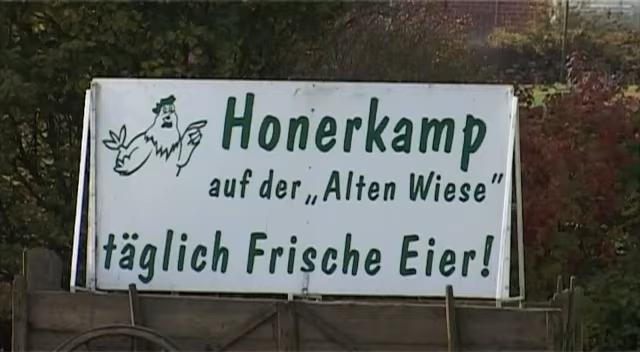 Honerkamp
auf der „Alten Wiese”
täglich Frische Eier!